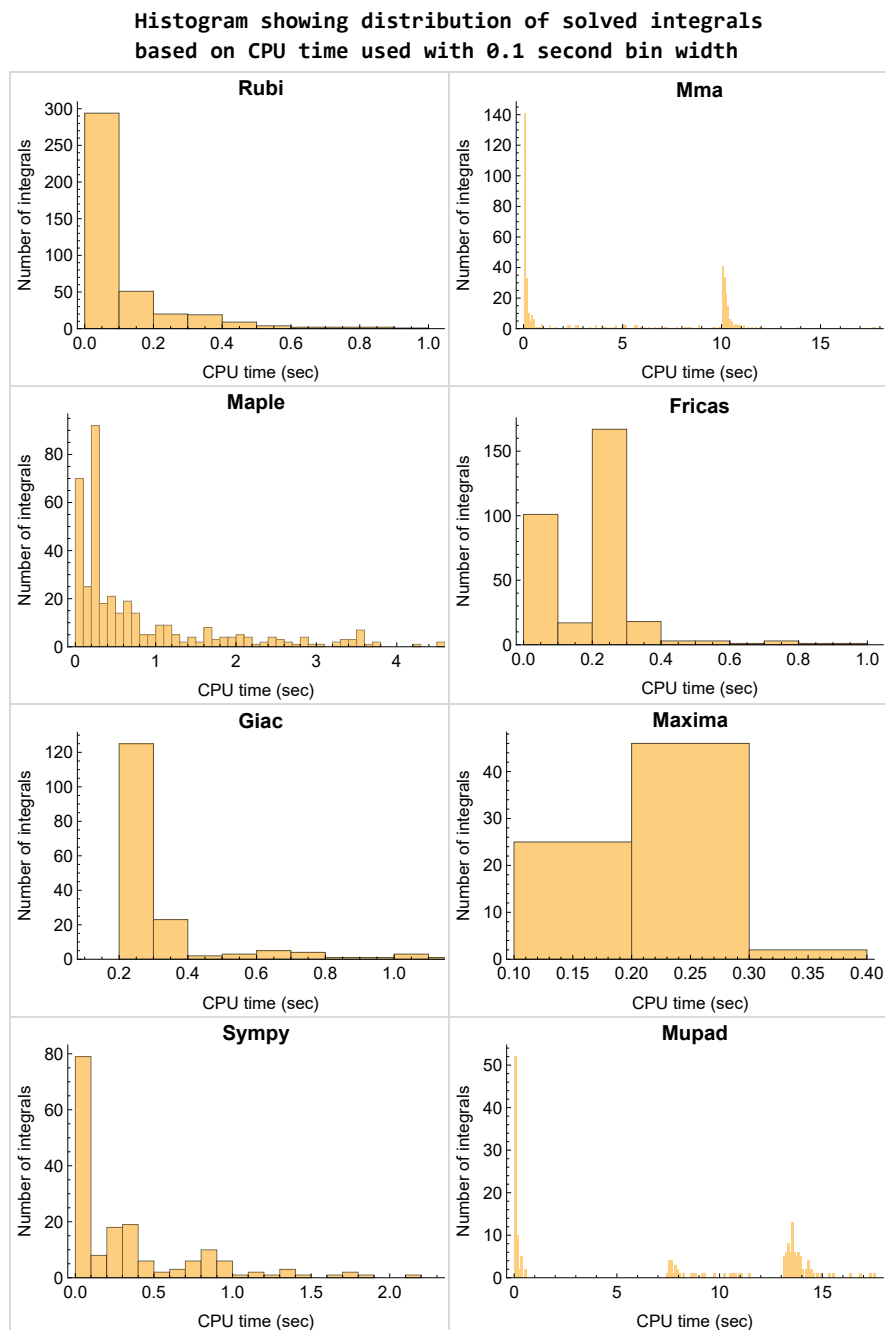 Histogram showing distribution of solved integrals
based on CPU time used with 0.1 second bin width
Rubi
Number of integrals
300
250
200
150
100
50
0
0.0 0.2 0.4 0.6 0.8 1.0
CPU time (sec)
Mma
Number of integrals
140
120
100
80
60
40
20
0
0 5 10 15
CPU time (sec)
Maple
Number of integrals
80
60
40
20
0
0 1 2 3 4
CPU time (sec)
Fricas
Number of integrals
150
100
50
0
0.0 0.2 0.4 0.6 0.8 1.0
CPU time (sec)
Giac
Number of integrals
120
100
80
60
40
20
0
0.2 0.4 0.6 0.8 1.0
CPU time (sec)
Maxima
Number of integrals
40
30
20
10
0
0.10 0.15 0.20 0.25 0.30 0.35 0.40
CPU time (sec)
Sympy
Number of integrals
80
60
40
20
0
0.0 0.5 1.0 1.5 2.0
CPU time (sec)
Mupad
Number of integrals
50
40
30
20
10
0
0 5 10 15
CPU time (sec)